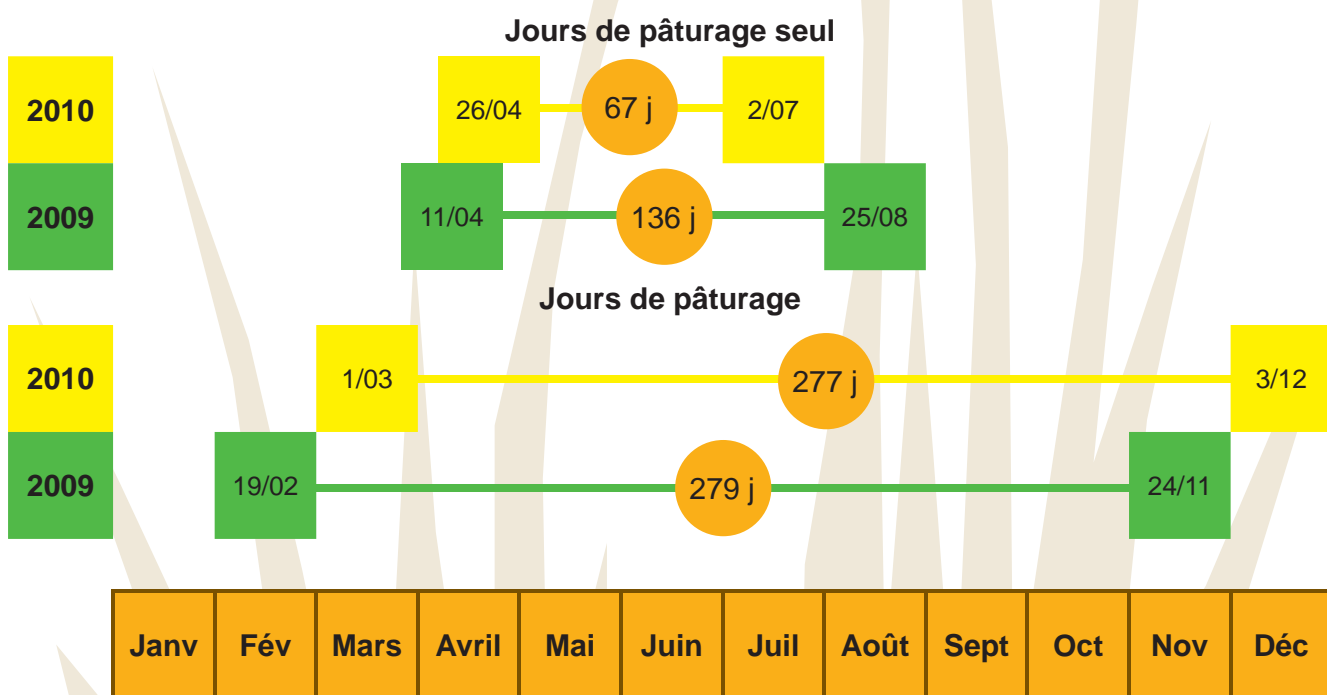 Jours de pâturage seul
2010 26/04 67 j 2/07
2009 11/04 136 j 25/08
Jours de pâturage
2010 1/03 277 j 3/12
2009 19/02 279 j 24/11
Janv Fév Mars Avril Mai Juin Juil Août Sept Oct Nov Déc